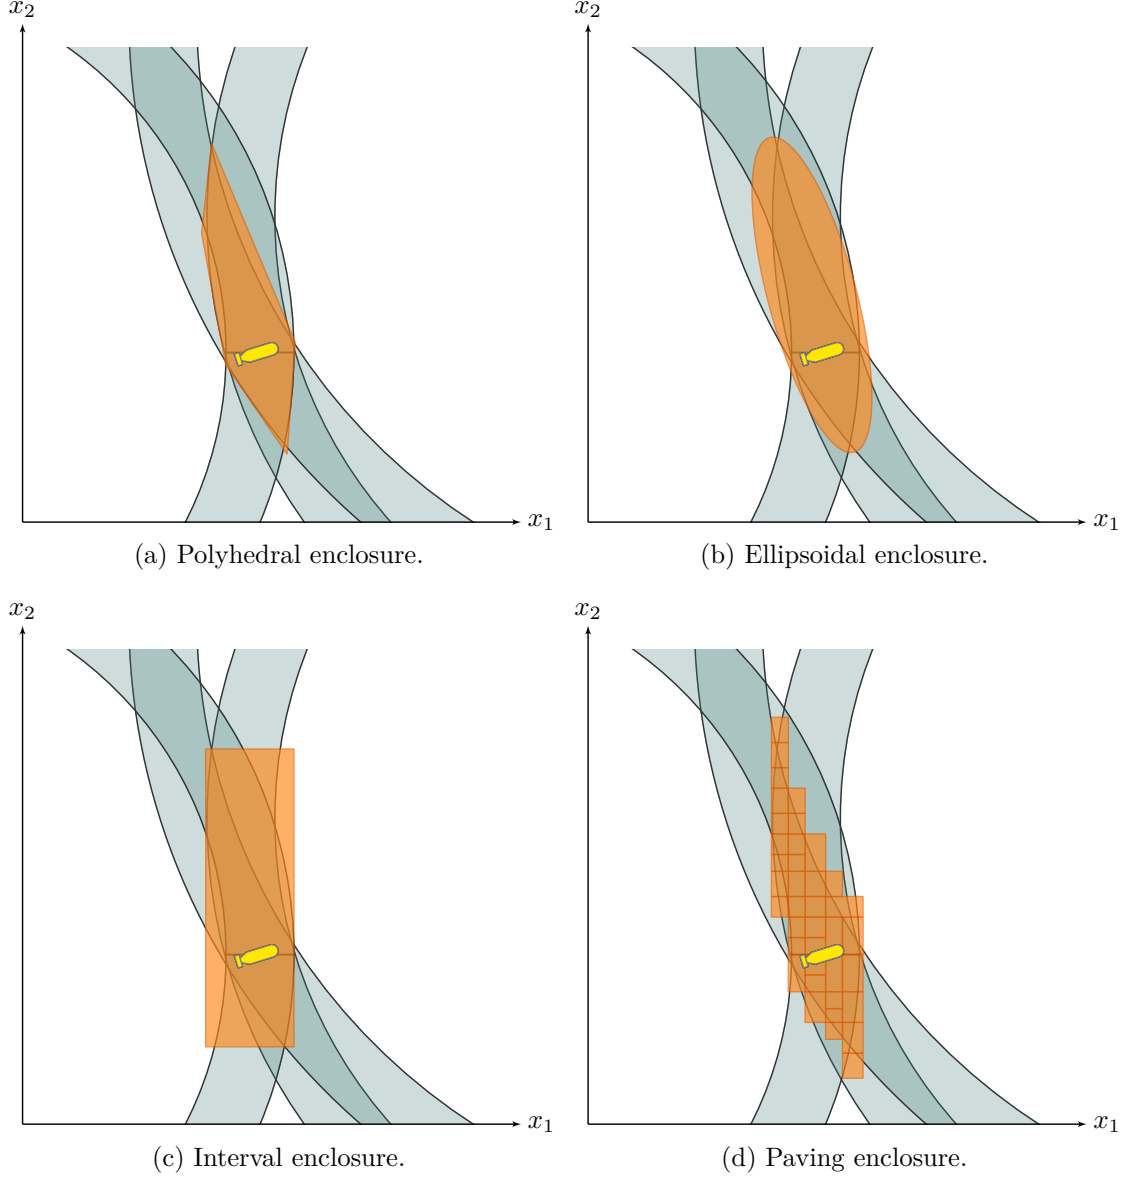 x₂
x₂
x₁
x₁
(a) Polyhedral enclosure.
(b) Ellipsoidal enclosure.
x₂
x₂
x₁
x₁
(c) Interval enclosure.
(d) Paving enclosure.